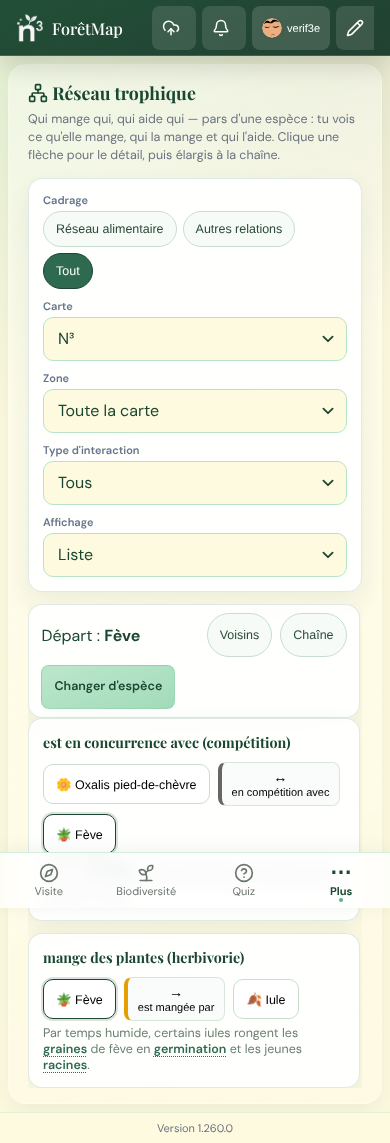 n³ ForêtMap
verif3e
Réseau trophique
Qui mange qui, qui aide qui — pars d'une espèce : tu vois
ce qu'elle mange, qui la mange et qui l'aide. Clique une
flèche pour le détail, puis élargis à la chaîne.
Cadrage
Réseau alimentaire
Autres relations
Tout
Carte
N³
Zone
Toute la carte
Type d'interaction
Tous
Affichage
Liste
Départ : Fève
Voisins
Chaîne
Changer d'espèce
est en concurrence avec (compétition)
Oxalis pied-de-chèvre
↔
en compétition avec
Fève
Visite
Biodiversité
Quiz
Plus
mange des plantes (herbivorie)
Fève
→
est mangée par
Iule
Par temps humide, certains iules rongent les
graines de fève en germination et les jeunes
racines.
Version 1.260.0